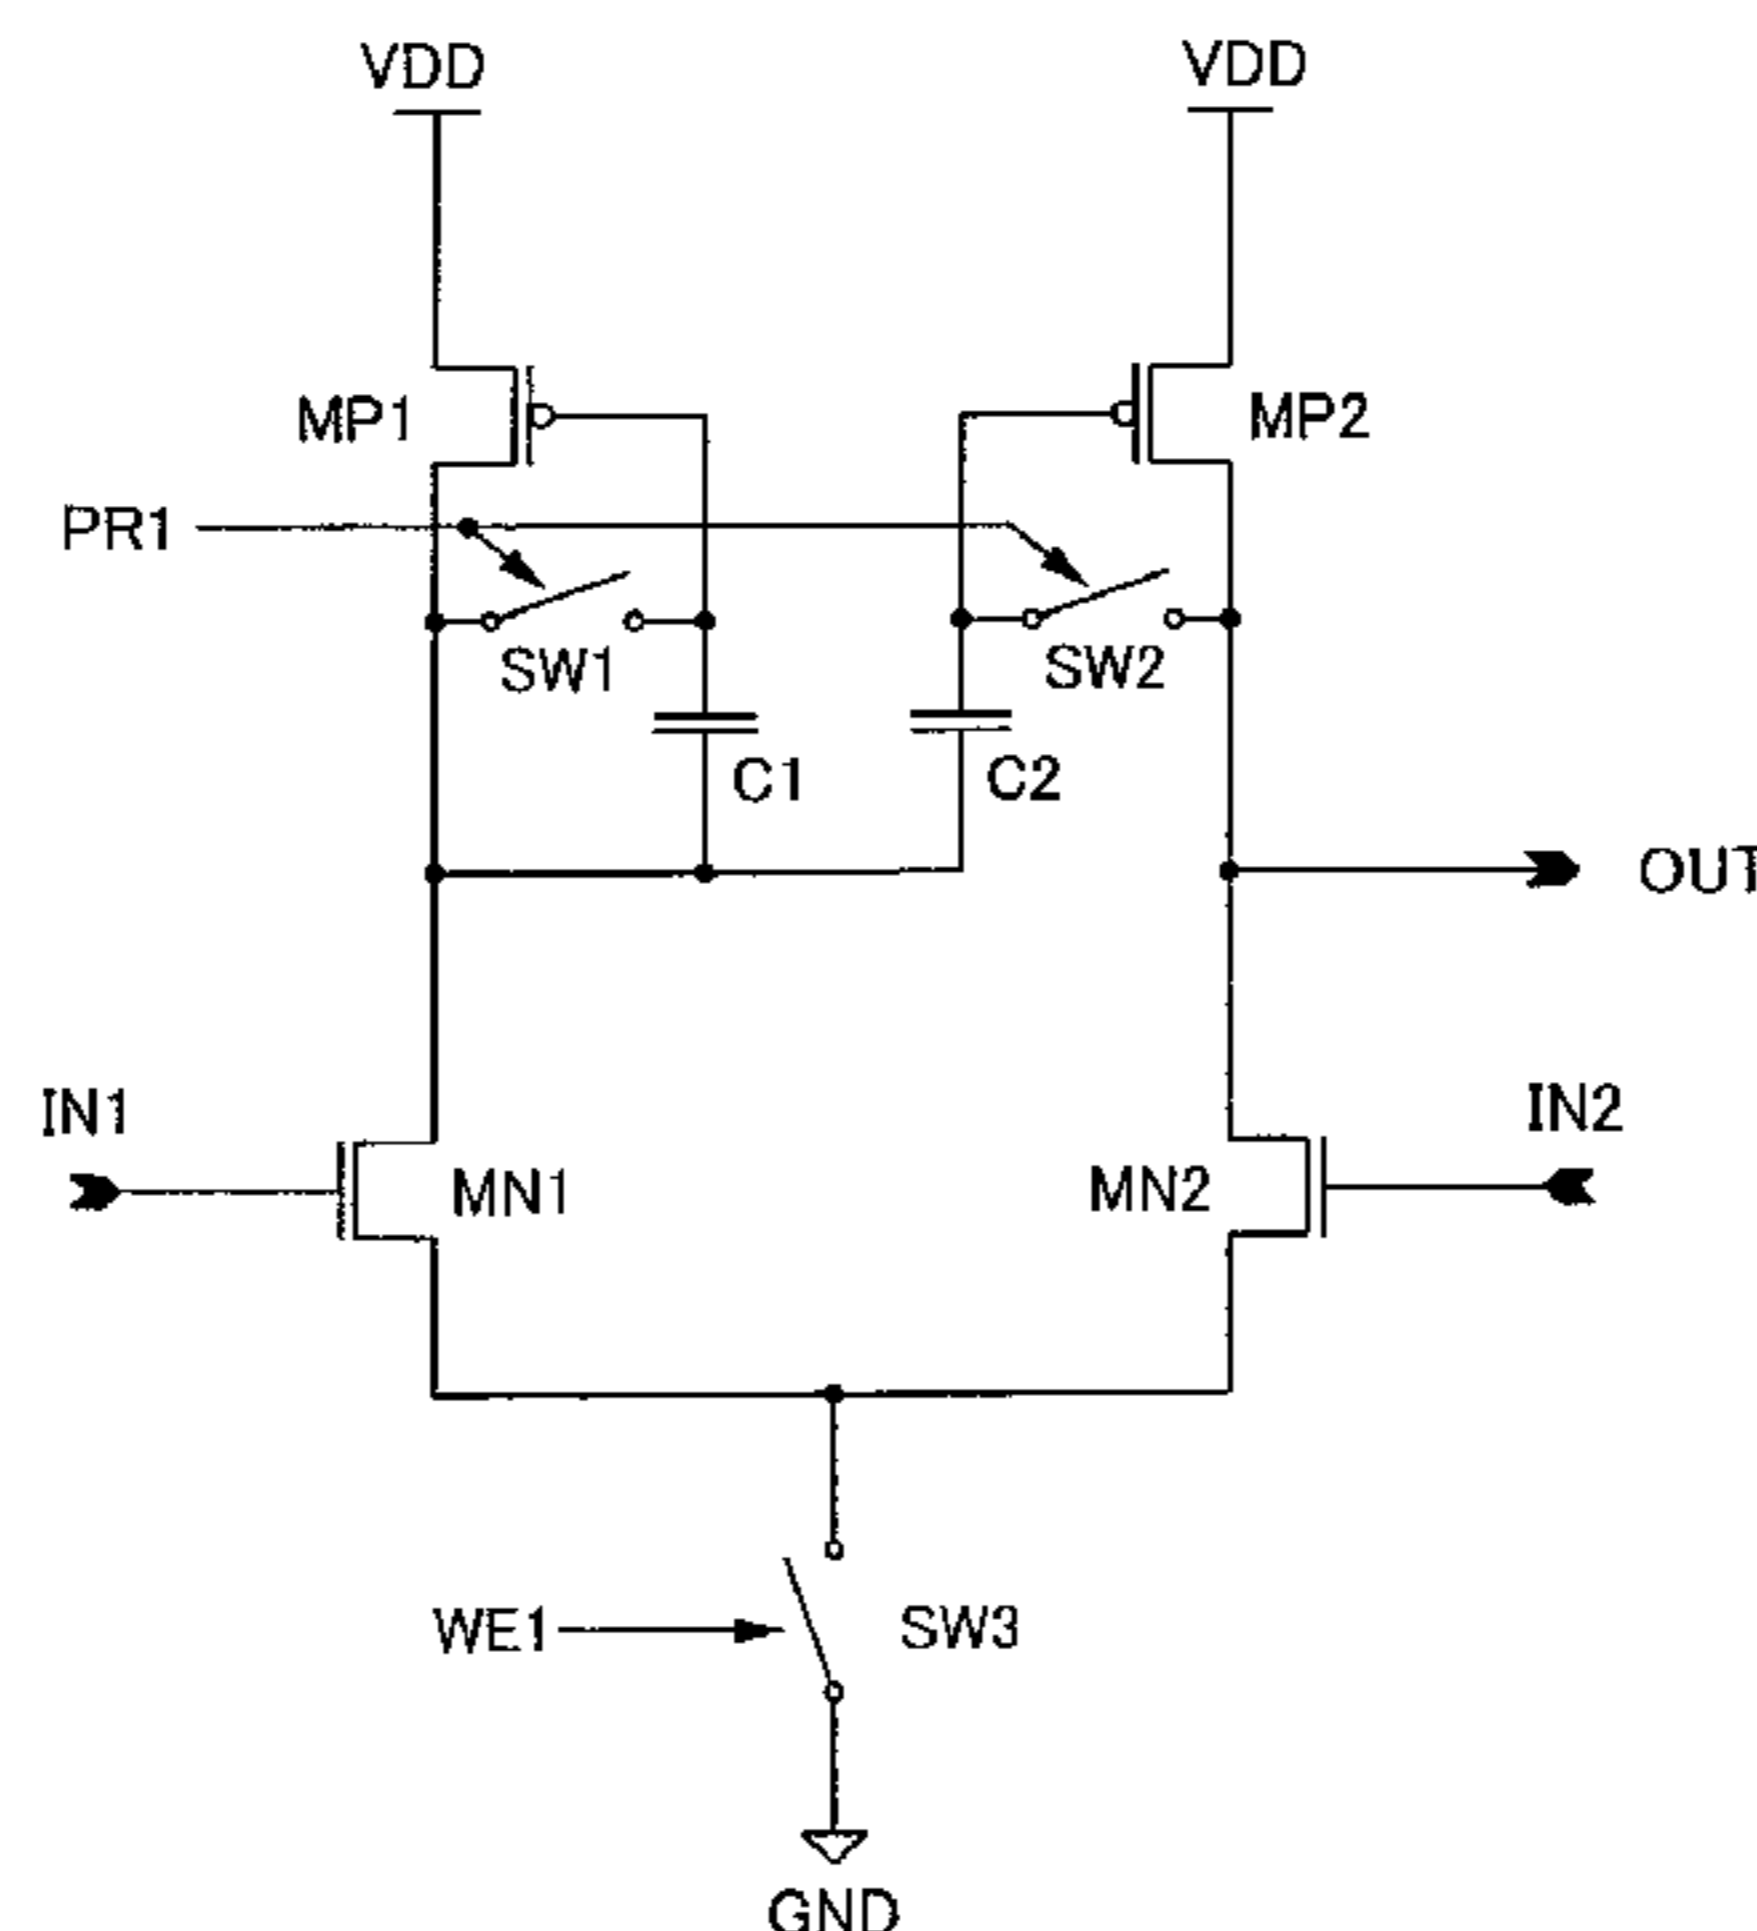 VDD
VDD
MP1
MP2
PR1
SW1
SW2
C1
C2
OUT
IN1
IN2
MN1
MN2
WE1
SW3
GND